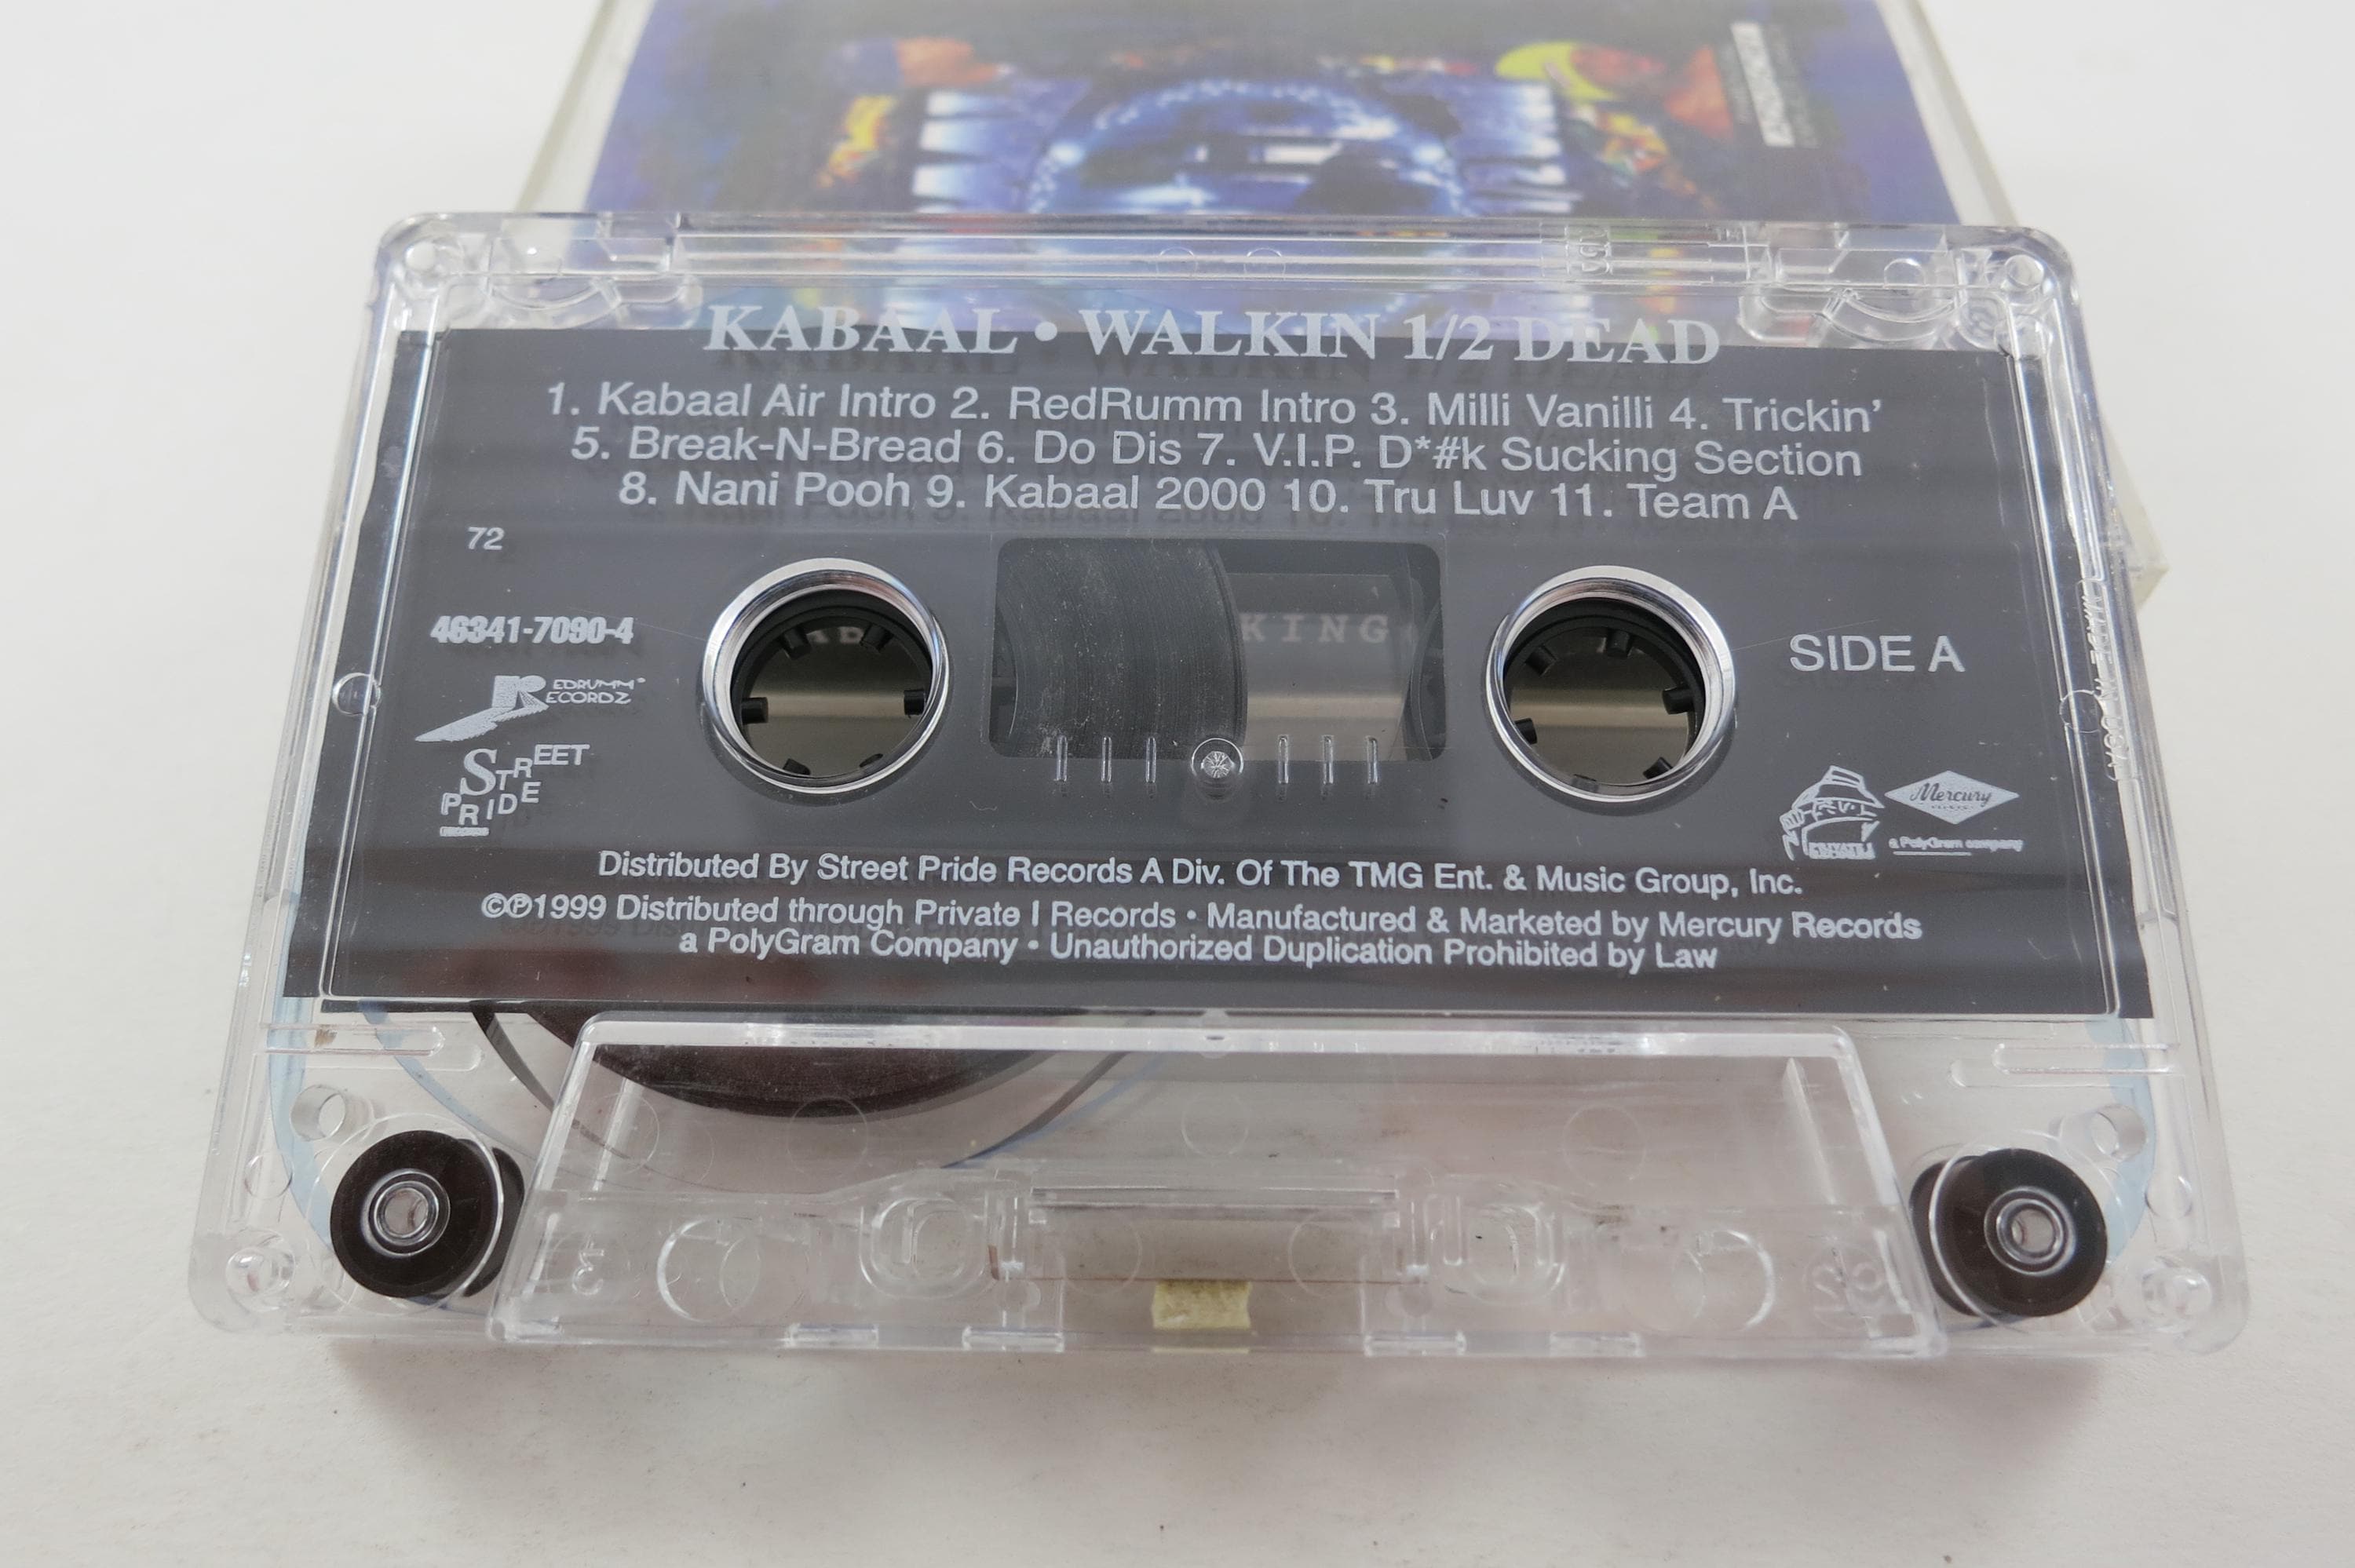 KABAAL • WALKIN 1/2 DEAD
1. Kabaal Air Intro 2. RedRumm Intro 3. Milli Vanilli 4. Trickin’
5. Break-N-Bread 6. Do Dis 7. V.I.P. D*#k Sucking Section
8. Nani Pooh 9. Kabaal 2000 10. Tru Luv 11. Team A
72
46341-7090-4
KING
SIDE A
REDRUMM
RECORDZ
STREET
PRIDE
PRIVATE
Mercury
a PolyGram company
Distributed By Street Pride Records A Div. Of The TMG Ent. & Music Group, Inc.
©℗1999 Distributed through Private I Records • Manufactured & Marketed by Mercury Records
a PolyGram Company • Unauthorized Duplication Prohibited by Law